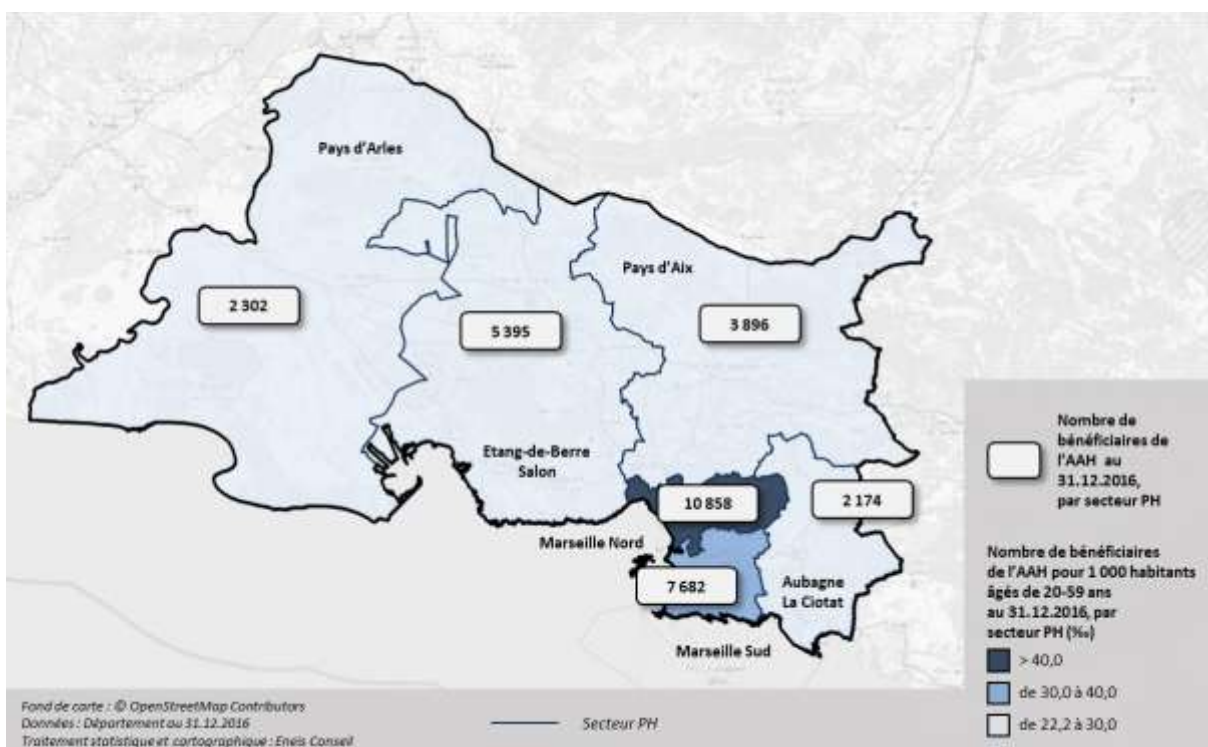 Pays d'Arles
Pays d'Aix
2 302
5 395
3 896
Etang-de-Berre
Salon
10 858
2 174
Marseille Nord
7 682
Aubagne
La Ciotat
Marseille Sud
Nombre de
bénéficiaires de
l'AAH au
31.12.2016,
par secteur PH
Nombre de bénéficiaires
de l'AAH pour 1 000 habitants
âgés de 20-59 ans
au 31.12.2016, par
secteur PH (‰)
> 40,0
de 30,0 à 40,0
de 22,2 à 30,0
Fond de carte : © OpenStreetMap Contributors
Données : Département au 31.12.2016
Traitement statistique et cartographique : Eneis Conseil
Secteur PH